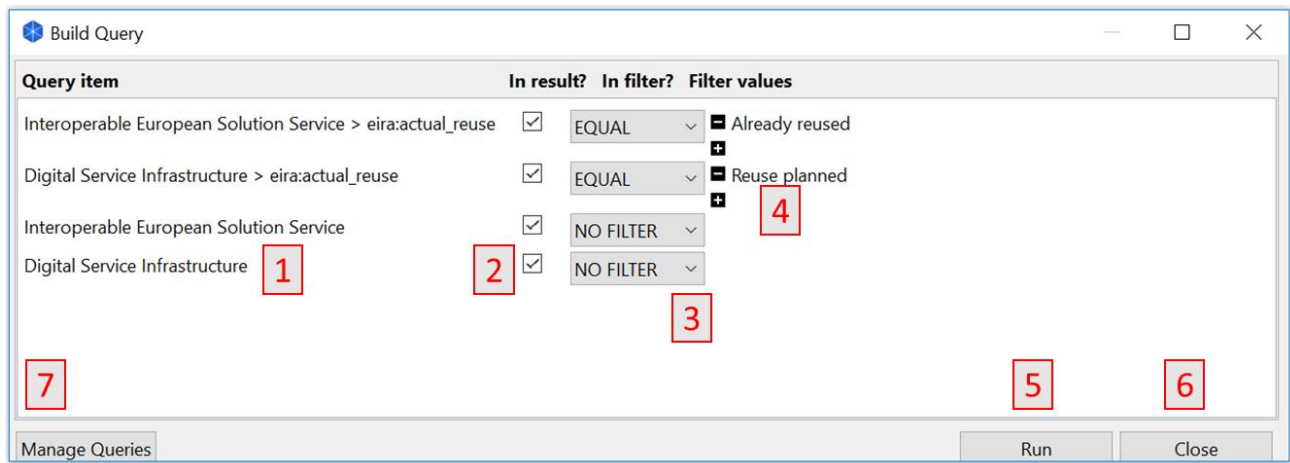 Build Query
Query item In result? In filter? Filter values
Interoperable European Solution Service > eira:actual_reuse EQUAL Already reused
Digital Service Infrastructure > eira:actual_reuse EQUAL Reuse planned
4
Interoperable European Solution Service NO FILTER
Digital Service Infrastructure 1 2 NO FILTER
3
7 5 6
Manage Queries Run Close